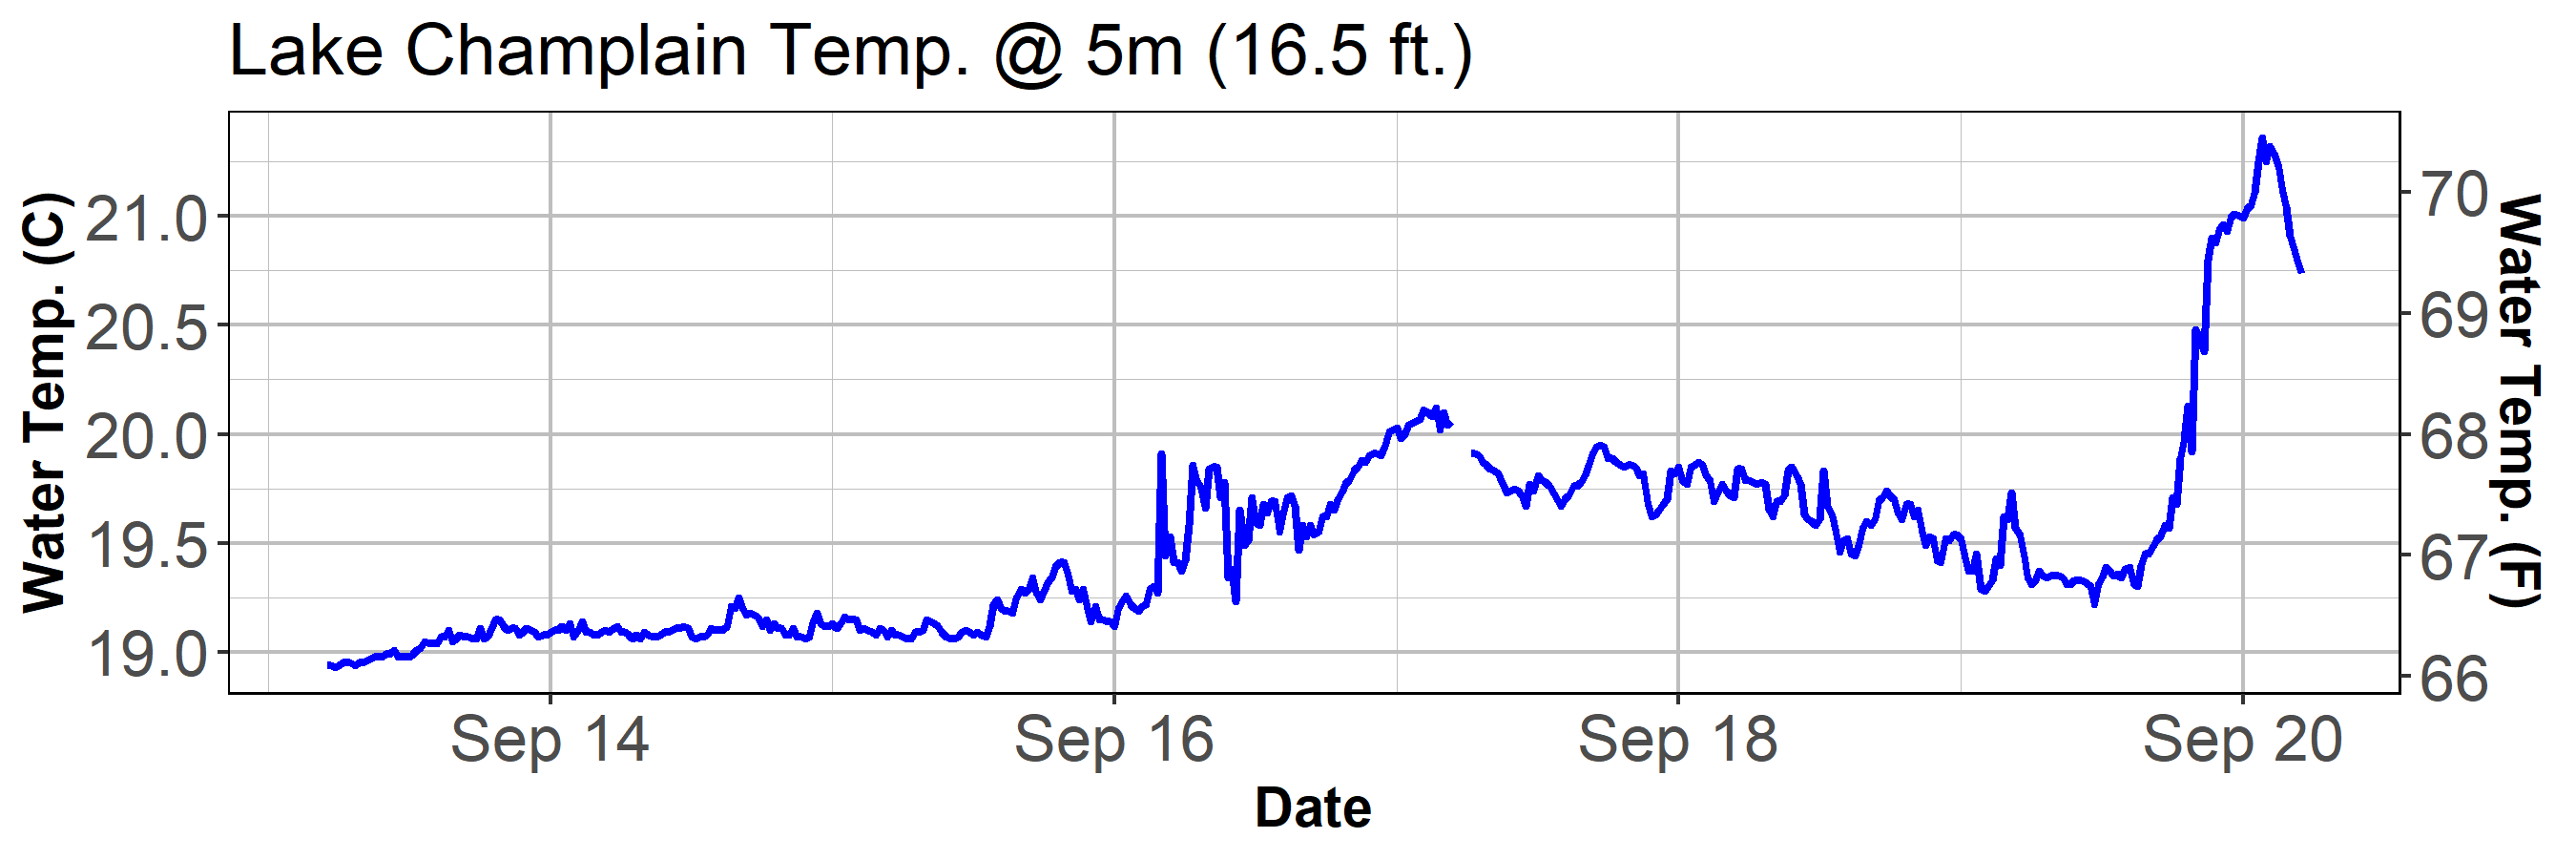 Lake Champlain Temp. @ 5m (16.5 ft.)
Water Temp. (C)
21.0
20.5
20.0
19.5
19.0
70
69
68
67
66
Water Temp. (F)
Sep 14
Sep 16
Sep 18
Sep 20
Date